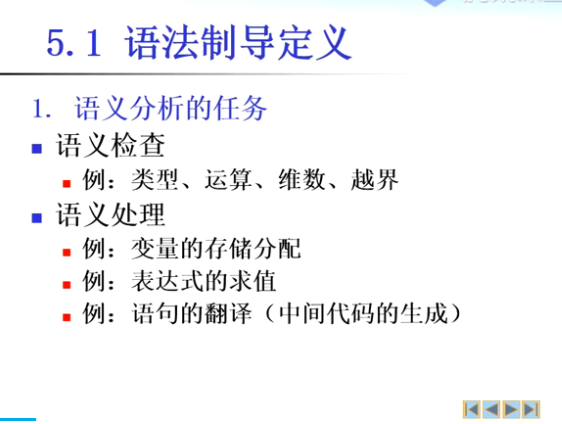 5.1 语法制导定义
1. 语义分析的任务
语义检查
例：类型、运算、维数、越界
语义处理
例：变量的存储分配
例：表达式的求值
例：语句的翻译（中间代码的生成）